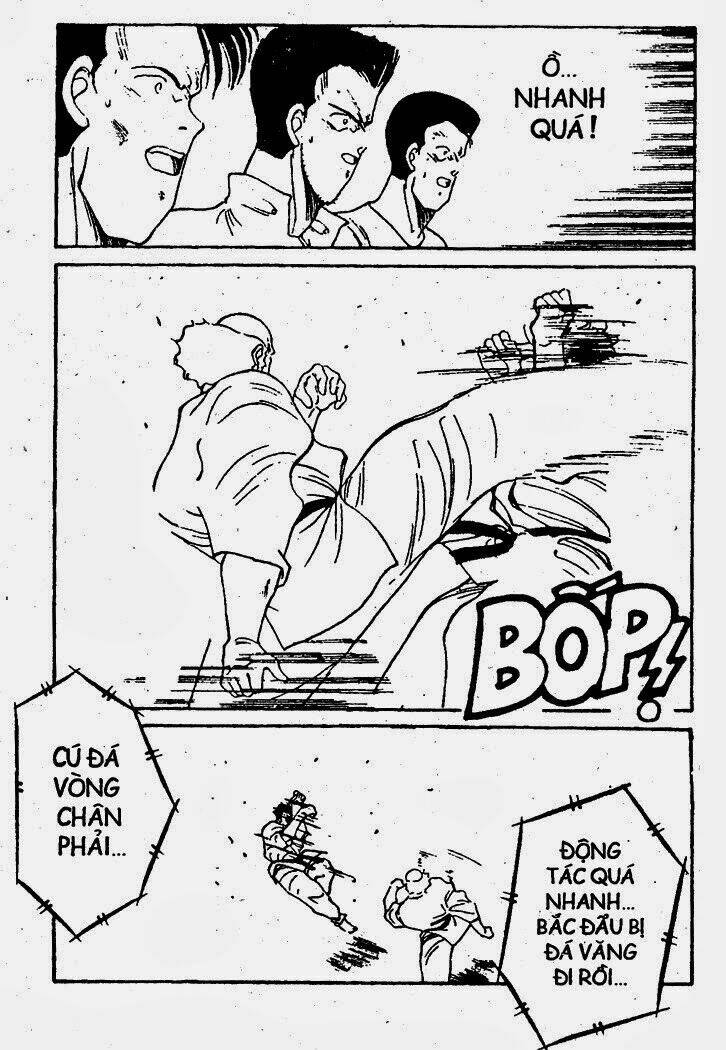 Ồ...
NHANH
QUÁ!
BỐP!
CÚ ĐÁ
VÒNG
CHÂN
PHẢI...
ĐỘNG
TÁC QUÁ
NHANH...
BẮC ĐẨU BỊ
ĐÁ VĂNG
ĐI RỒI...